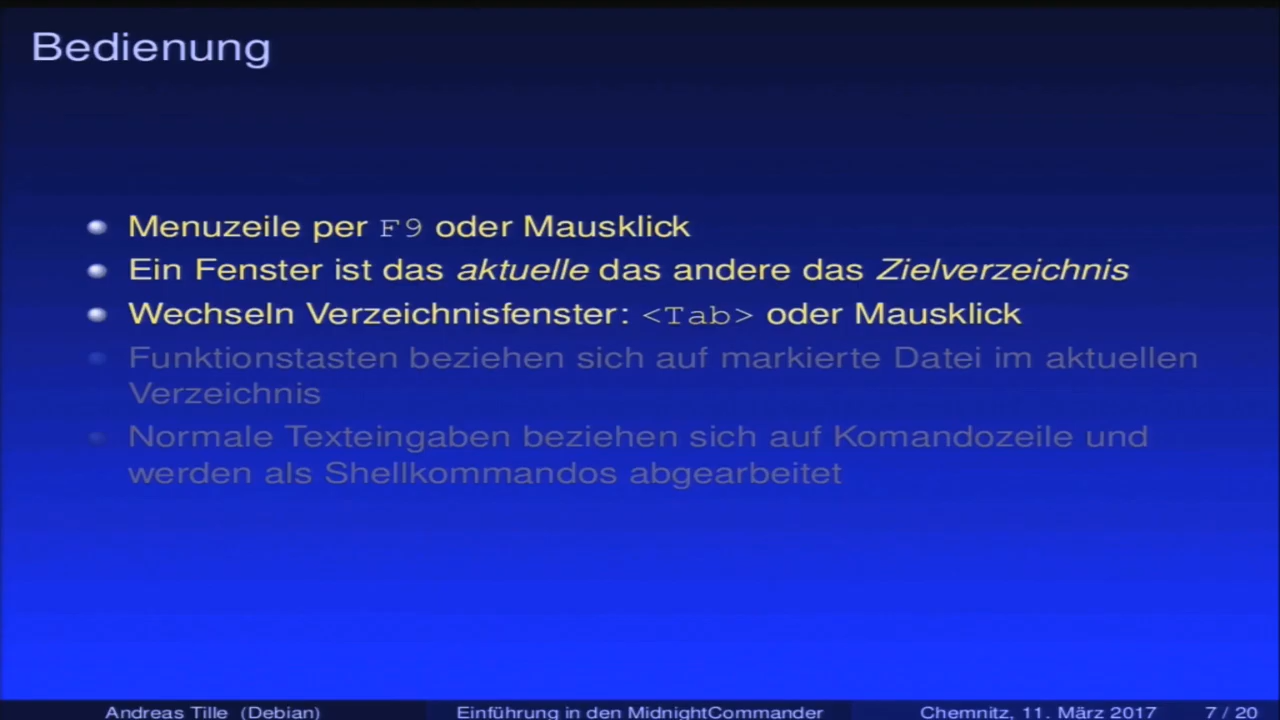 Bedienung
Menuzeile per F9 oder Mausklick
Ein Fenster ist das aktuelle das andere das Zielverzeichnis
Wechseln Verzeichnisfenster: <Tab> oder Mausklick
Funktionstasten beziehen sich auf markierte Datei im aktuellen
Verzeichnis
Normale Texteingaben beziehen sich auf Komandozeile und
werden als Shellkommandos abgearbeitet
Andreas Tille (Debian) Einführung in den MidnightCommander Chemnitz, 11. März 2017 7 / 20